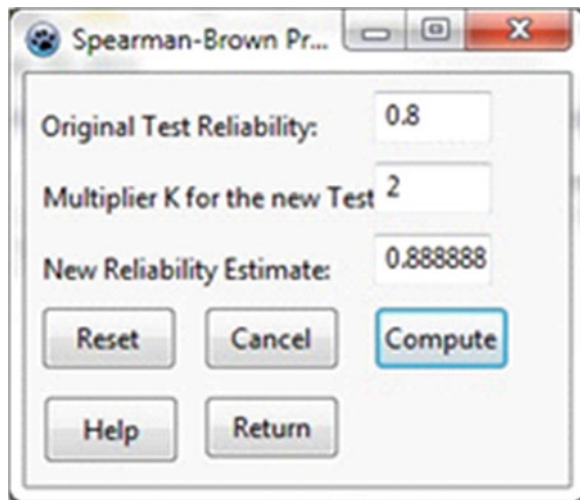 Spearman-Brown Pr...
Original Test Reliability: 0.8
Multiplier K for the new Test 2
New Reliability Estimate: 0.888888
Reset Cancel Compute
Help Return